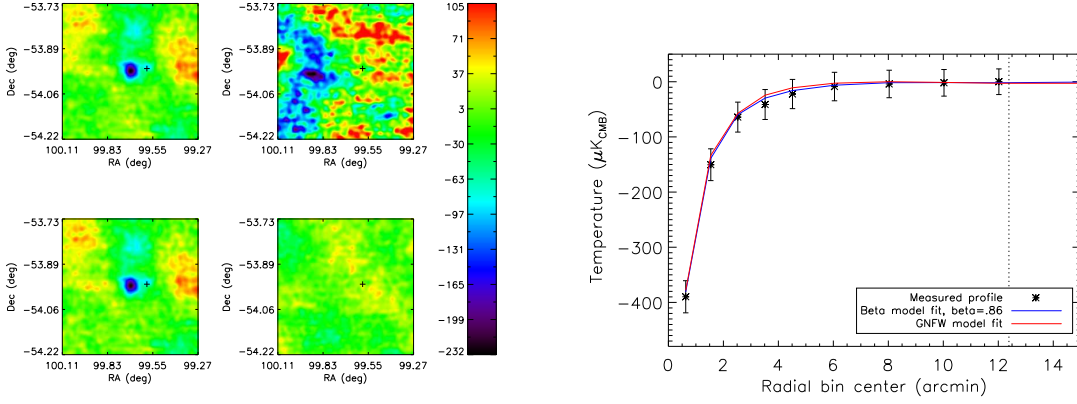 -53.73
-53.89
-54.06
-54.22
Dec (deg)
100.11 99.83 99.55 99.27
RA (deg)
-53.73
-53.89
-54.06
-54.22
Dec (deg)
100.11 99.83 99.55 99.27
RA (deg)
-53.73
-53.89
-54.06
-54.22
Dec (deg)
100.11 99.83 99.55 99.27
RA (deg)
-53.73
-53.89
-54.06
-54.22
Dec (deg)
100.11 99.83 99.55 99.27
RA (deg)
105
71
37
3
-30
-63
-97
-131
-165
-199
-232
0
-100
-200
-300
-400
Temperature (μK_CMB)
Measured profile
Beta model fit, beta=.86
GNFW model fit
0 2 4 6 8 10 12 14
Radial bin center (arcmin)